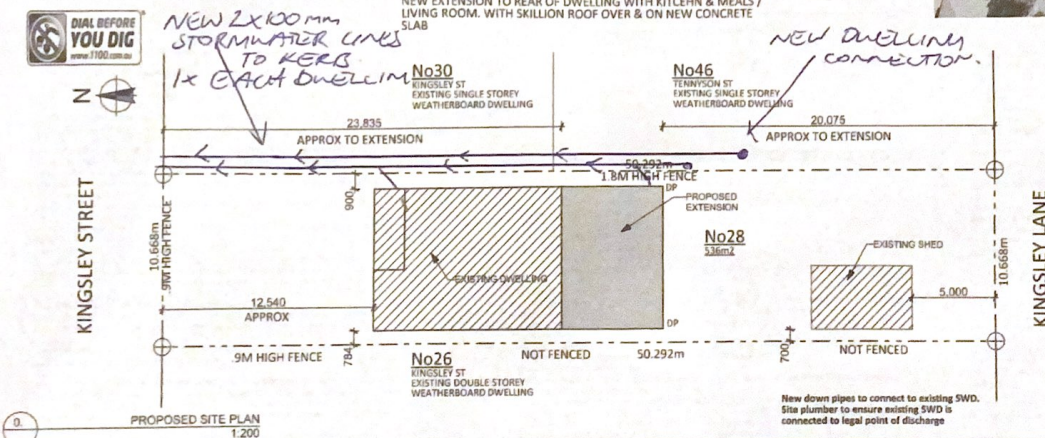 DIAL BEFORE
YOU DIG
www.1100.com.au
NEW 2X100mm
STORMWATER LINES
TO KERB
1X EACH DWELLIN
NEW EXTENSION TO REAR OF DWELLING WITH KITCEHN & MEALS /
LIVING ROOM. WITH SKILLION ROOF OVER & ON NEW CONCRETE
SLAB
NEW DWELLING
CONNECTION.
N
No30
KINGSLEY ST
EXISTING SINGLE STOREY
WEATHERBOARD DWELLING
No46
TENNYSON ST
EXISTING SINGLE STOREY
WEATHERBOARD DWELLING
23,835
APPROX TO EXTENSION
20,075
APPROX TO EXTENSION
50.292m
1.8M HIGH FENCE
KINGSLEY STREET
10.668m
.9M HIGH FENCE
900
DP
PROPOSED
EXTENSION
No28
536m2
EXISTING DWELLING
EXISTING SHED
12,540
APPROX
5,000
10.668m
KINGSLEY LANE
DP
.9M HIGH FENCE
784
No26
KINGSLEY ST
EXISTING DOUBLE STOREY
WEATHERBOARD DWELLING
NOT FENCED
50.292m
700
NOT FENCED
New down pipes to connect to existing SWD.
Site plumber to ensure existing SWD is
connected to legal point of discharge
0.
PROPOSED SITE PLAN
1:200